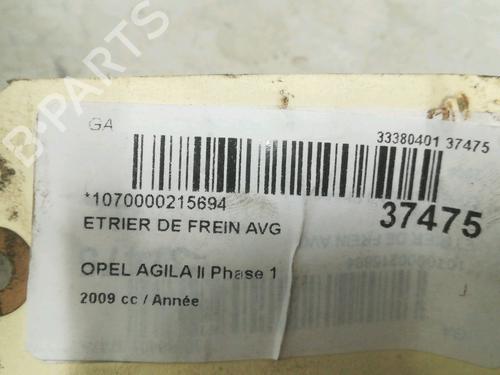 GA
33380401 37475
*1070000215694
37475
ETRIER DE FREIN AVG
OPEL AGILA II Phase 1
2009 cc / Année
B-PARTS